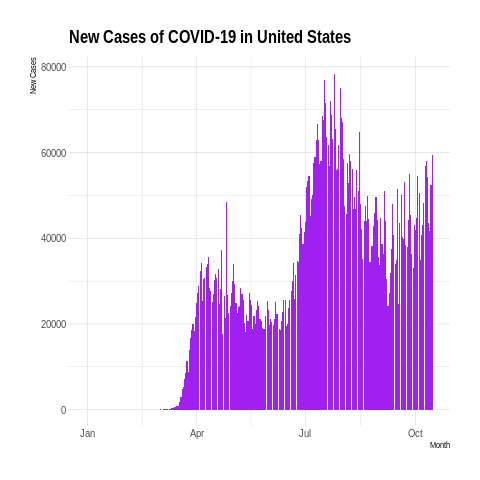 New Cases of COVID-19 in United States
New Cases
80000
60000
40000
20000
0
Jan Apr Jul Oct
Month